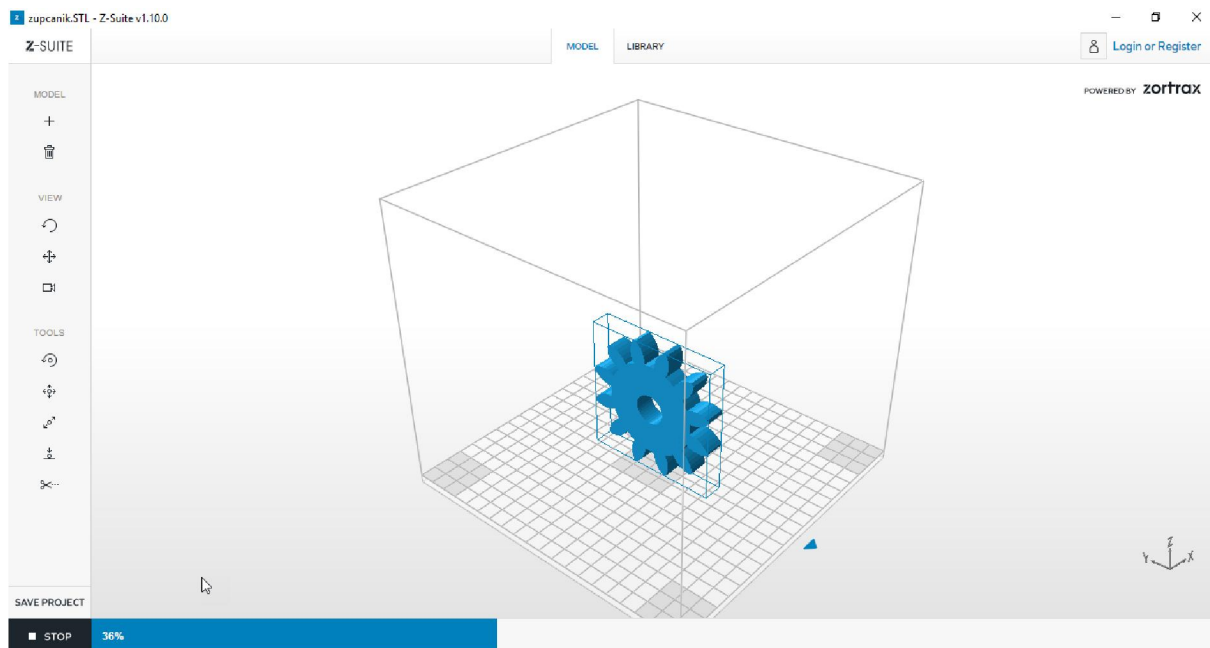 zupcanik.STL - Z-Suite v1.10.0
Z-SUITE
MODEL
LIBRARY
Login or Register
POWERED BY zortrax
MODEL
VIEW
TOOLS
Z
Y
X
SAVE PROJECT
STOP
36%